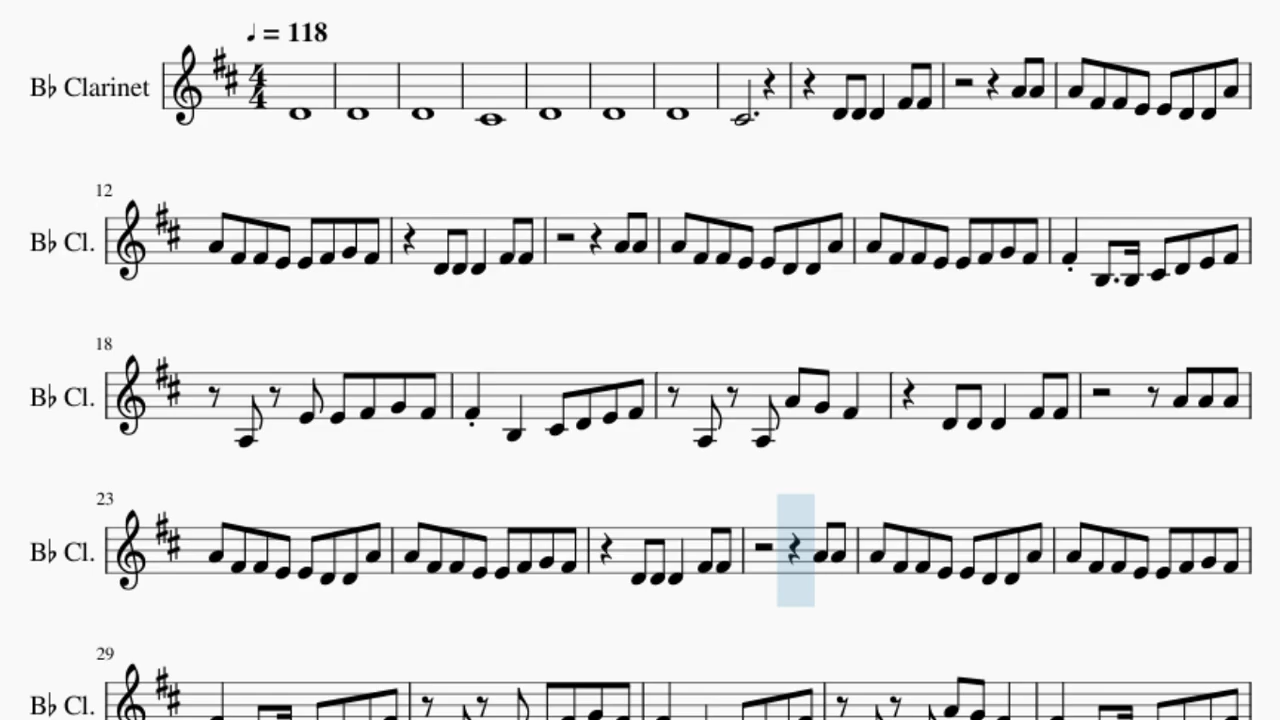 ♩ = 118
B♭ Clarinet
4
4
12
B♭ Cl.
18
B♭ Cl.
23
B♭ Cl.
29
B♭ Cl.